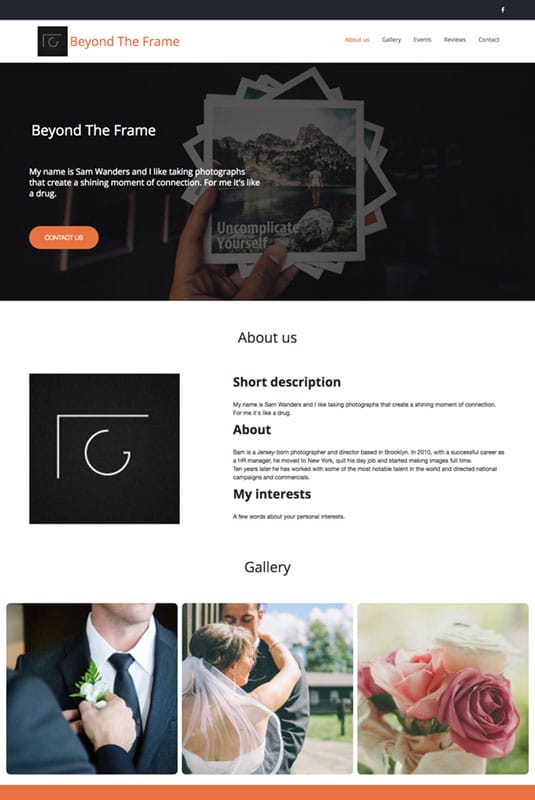 Beyond The Frame
About us
Gallery
Events
Reviews
Contact
Beyond The Frame
My name is Sam Wanders and I like taking photographs
that create a shining moment of connection. For me it's like
a drug.
Uncomplicate
Yourself
CONTACT US
About us
Short description
My name is Sam Wanders and I like taking photographs that create a shining moment of connection.
For me it's like a drug.
About
Sam is a Jersey-born photographer and director based in Brooklyn. In 2010, with a successful career as
a HR manager, he moved to New York, quit his day job and started making images full time.
Ten years later he has worked with some of the most notable talent in the world and directed national
campaigns and commercials.
My interests
A few words about your personal interests.
Gallery